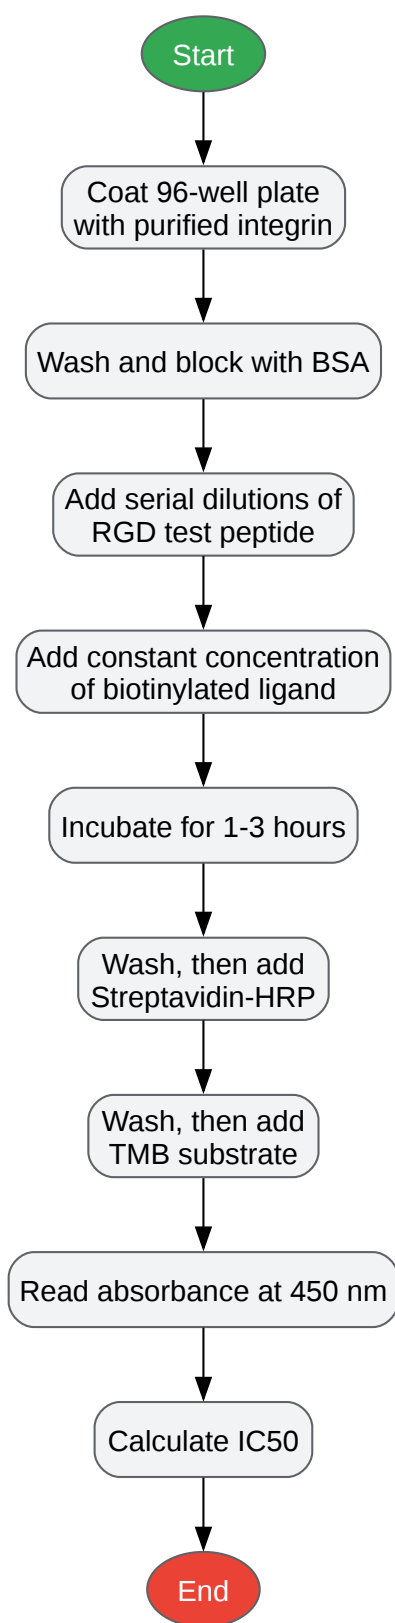 Start
Coat 96-well plate
with purified integrin
Wash and block with BSA
Add serial dilutions of
RGD test peptide
Add constant concentration
of biotinylated ligand
Incubate for 1-3 hours
Wash, then add
Streptavidin-HRP
Wash, then add
TMB substrate
Read absorbance at 450 nm
Calculate IC50
End